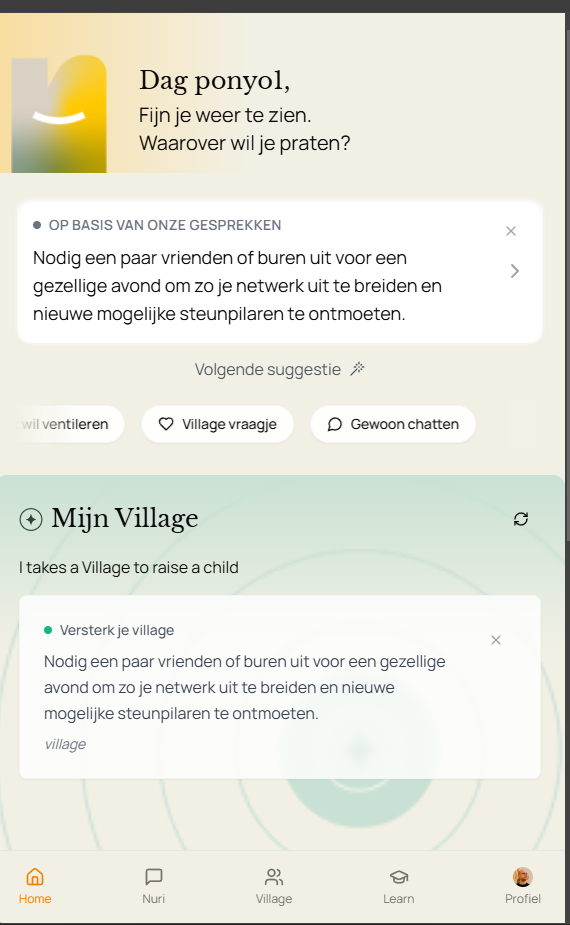 Dag ponyo1,
Fijn je weer te zien.
Waarover wil je praten?
OP BASIS VAN ONZE GESPREKKEN
Nodig een paar vrienden of buren uit voor een
gezellige avond om zo je netwerk uit te breiden en
nieuwe mogelijke steunpilaren te ontmoeten.
Volgende suggestie
wil ventileren
Village vraagje
Gewoon chatten
Mijn Village
I takes a Village to raise a child
Versterk je village
Nodig een paar vrienden of buren uit voor een gezellige
avond om zo je netwerk uit te breiden en nieuwe
mogelijke steunpilaren te ontmoeten.
village
Home
Nuri
Village
Learn
Profiel